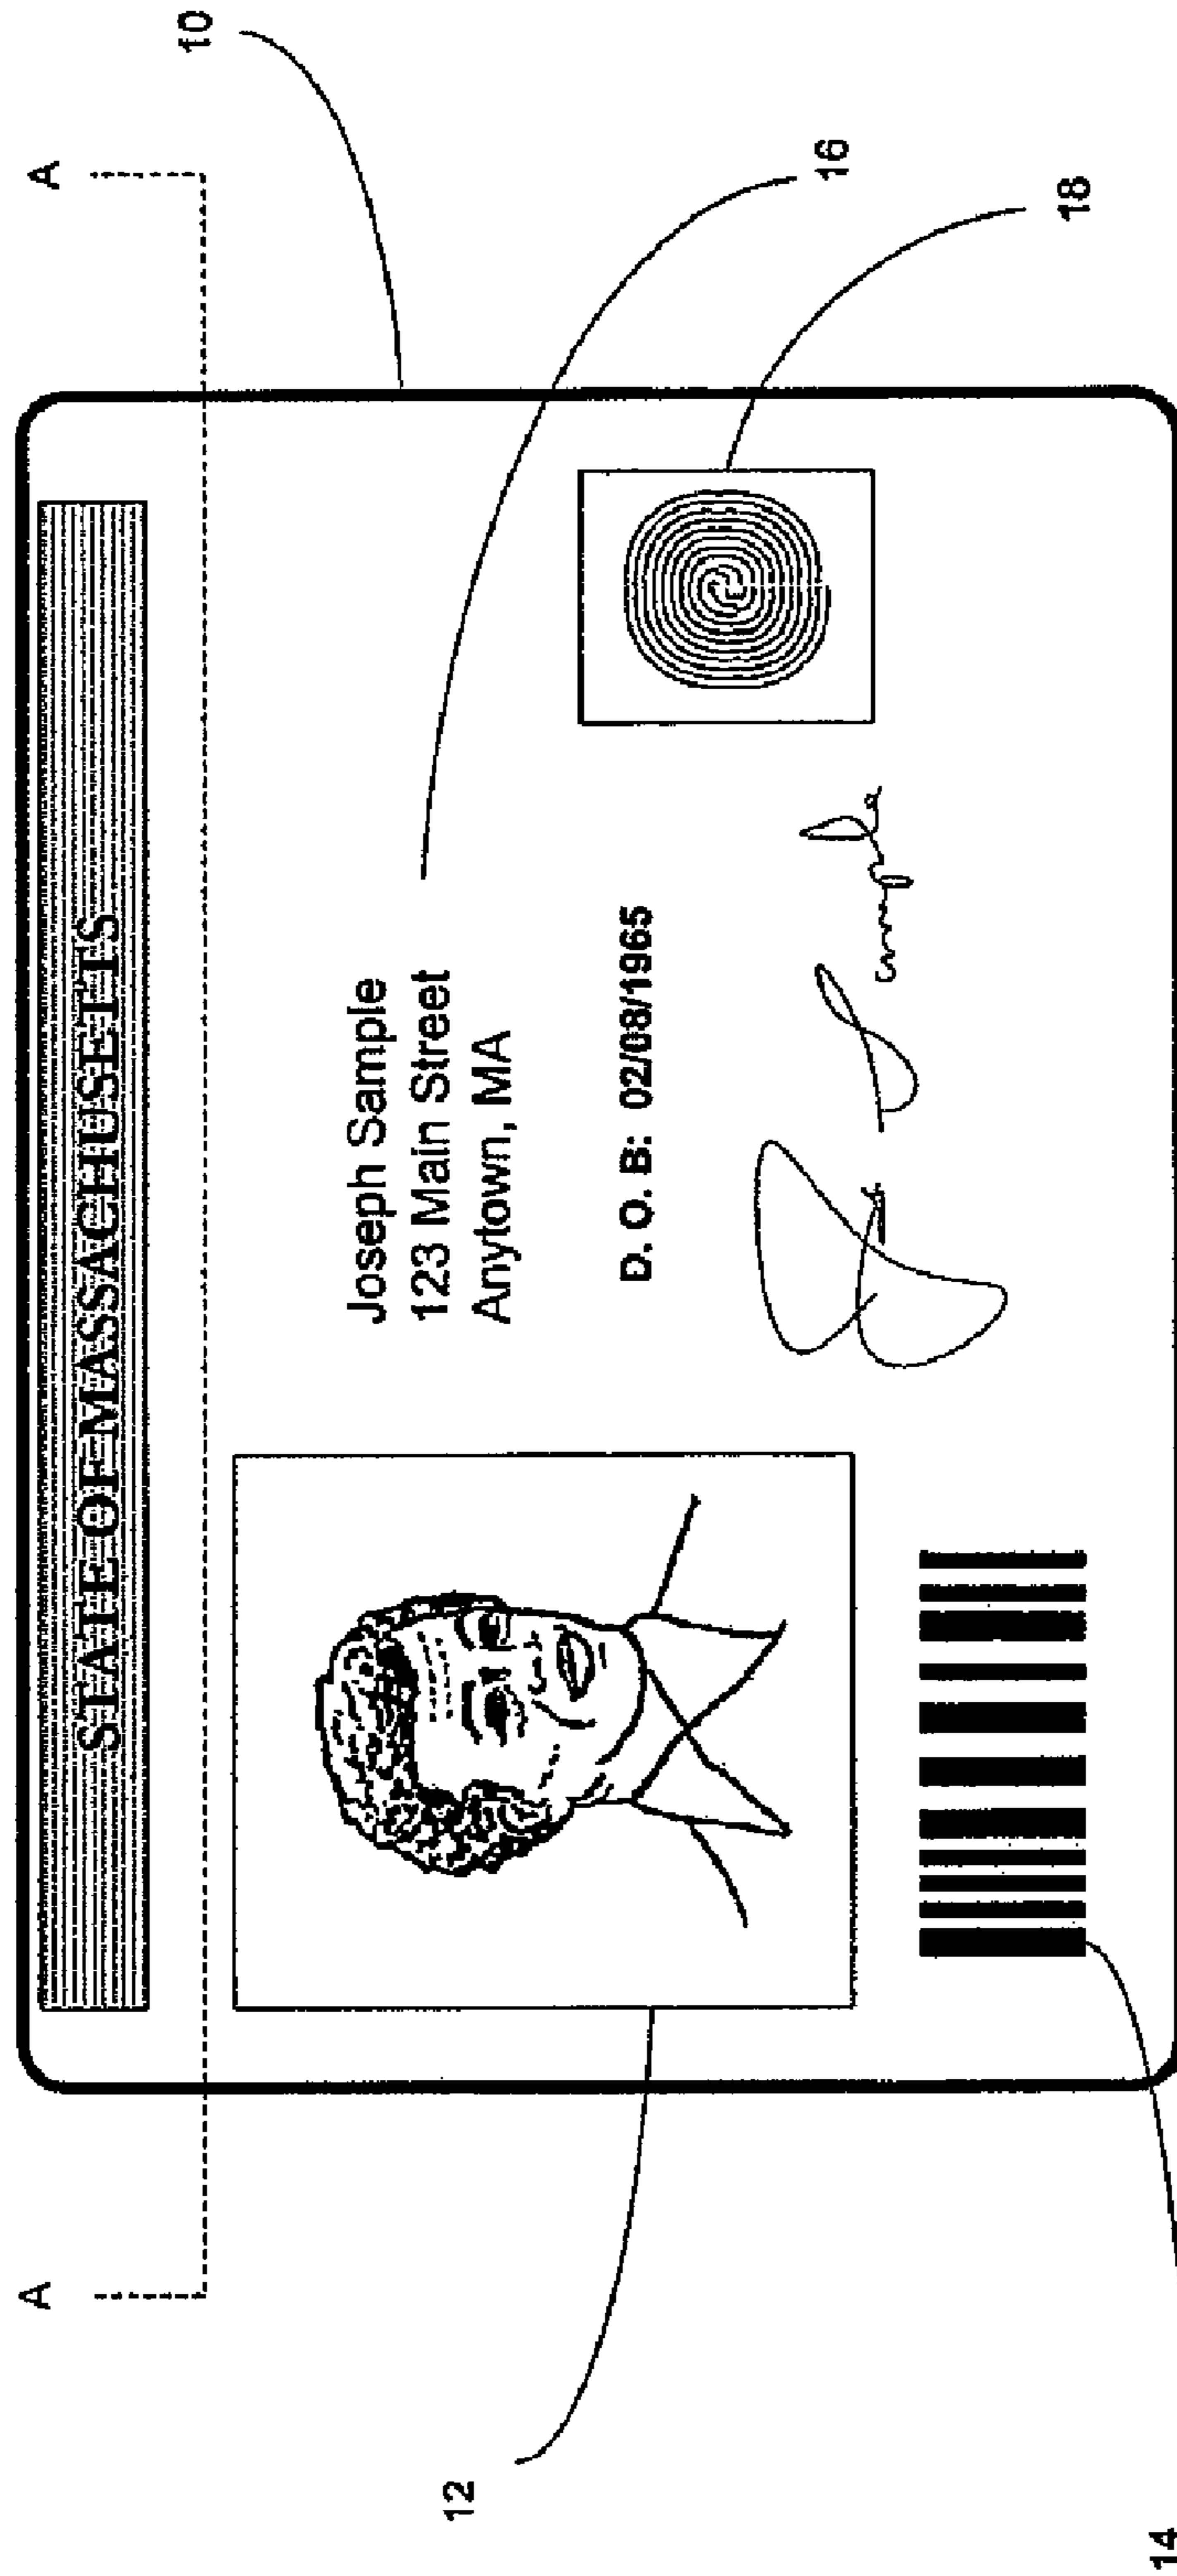 A A
10
STATE OF MASSACHUSETTS
Joseph Sample
123 Main Street
Anytown, MA
16
D. O. B: 02/08/1965
18
12
14